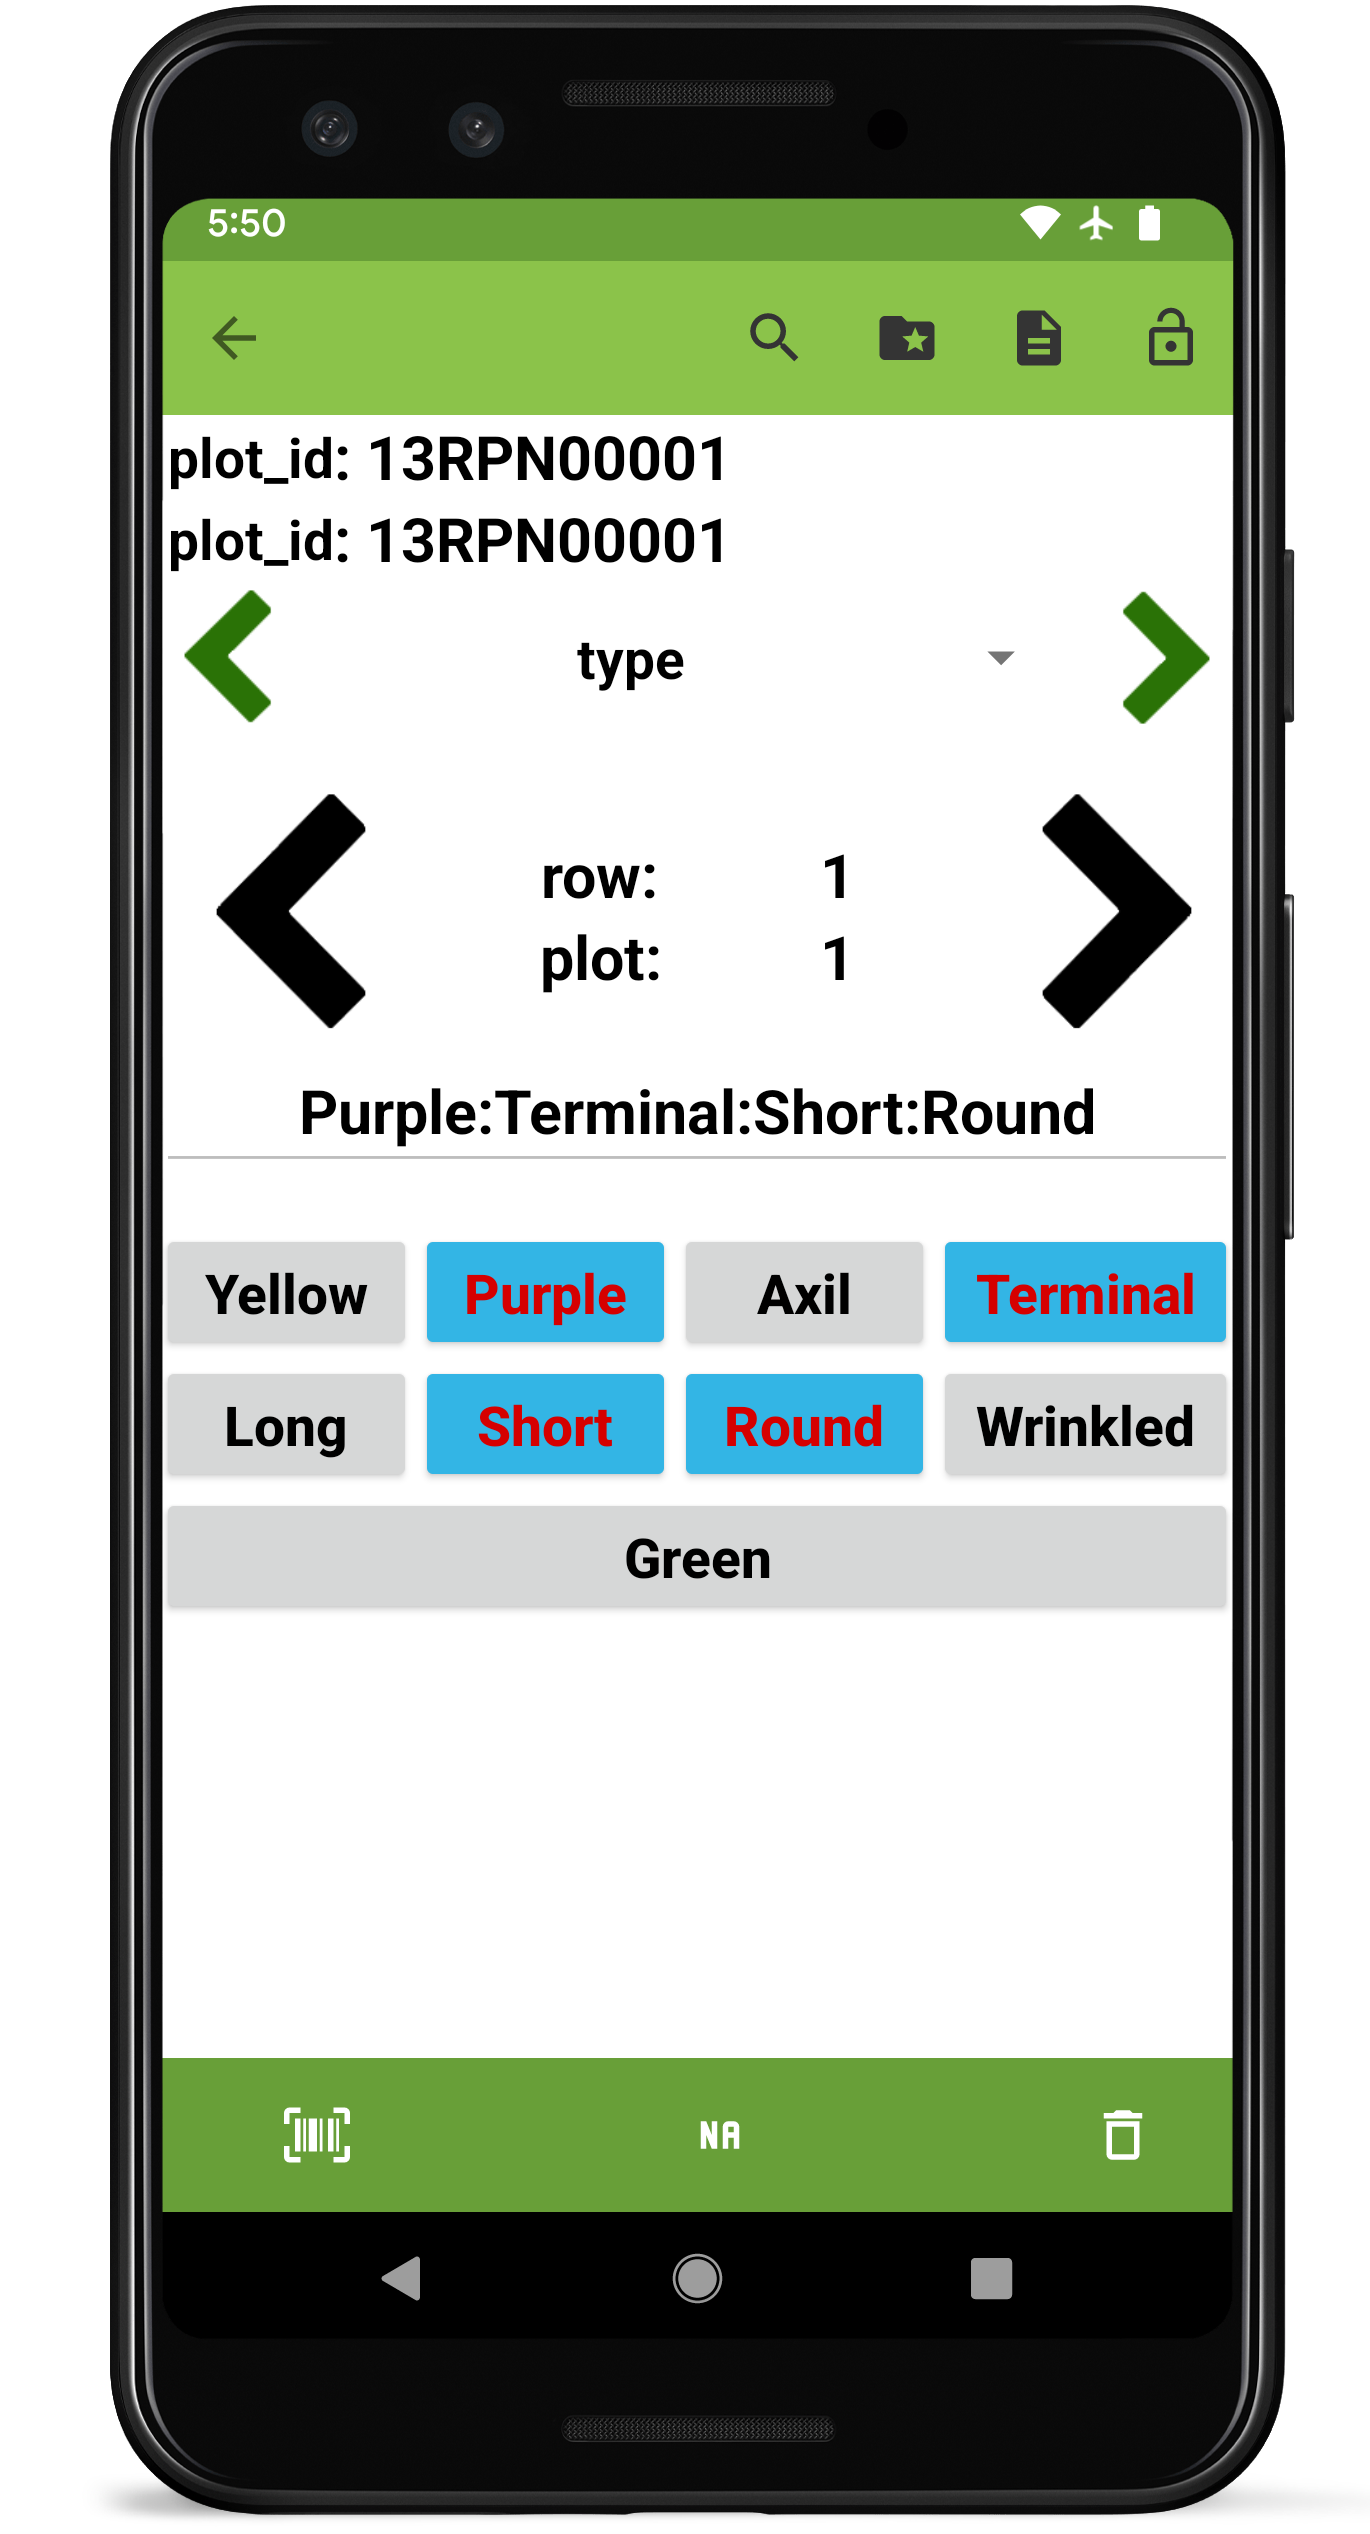 5:50
plot_id: 13RPN00001
plot_id: 13RPN00001
type
row: 1
plot: 1
Purple:Terminal:Short:Round
Yellow Purple Axil Terminal
Long Short Round Wrinkled
Green
NA